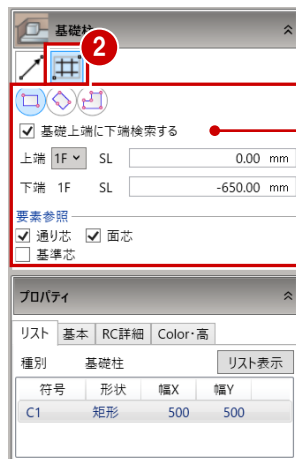 基礎柱
2
基礎上端に下端検索する
上端 1F SL 0.00 mm
下端 1F SL -650.00 mm
要素参照
通り芯 面芯
基準芯
プロパティ
リスト 基本 RC詳細 Color・高
種別 基礎柱 リスト表示
符号 形状 幅X 幅Y
C1 矩形 500 500